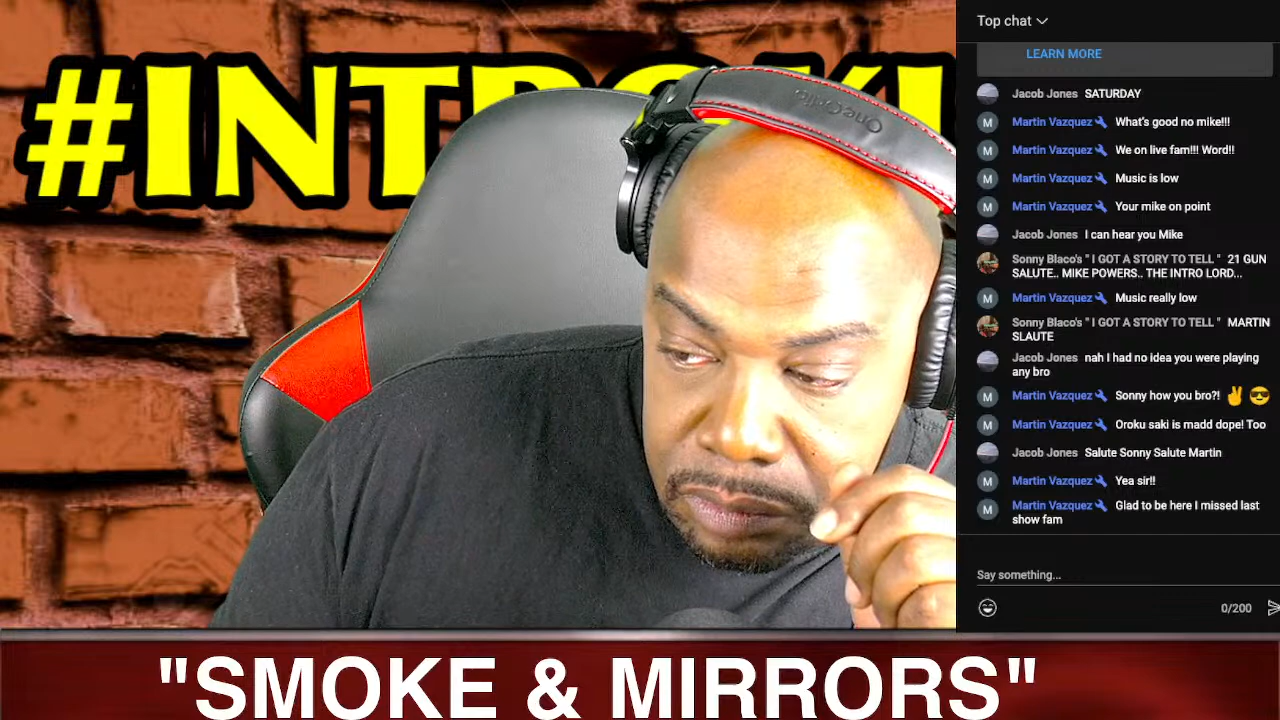 Top chat
LEARN MORE
Jacob Jones SATURDAY
M Martin Vazquez What's good no mike!!!
M Martin Vazquez We on live fam!!! Word!!
M Martin Vazquez Music is low
M Martin Vazquez Your mike on point
Jacob Jones I can hear you Mike
Sonny Blaco's " I GOT A STORY TO TELL " 21 GUN
SALUTE.. MIKE POWERS.. THE INTRO LORD...
M Martin Vazquez Music really low
Sonny Blaco's " I GOT A STORY TO TELL " MARTIN
SLAUTE
Jacob Jones nah I had no idea you were playing
any bro
M Martin Vazquez Sonny how you bro?! ✌😎
M Martin Vazquez Oroku saki is madd dope! Too
Jacob Jones Salute Sonny Salute Martin
M Martin Vazquez Yea sir!!
M Martin Vazquez Glad to be here I missed last
show fam
Say something...
0/200
OneOdio
"SMOKE & MIRRORS"